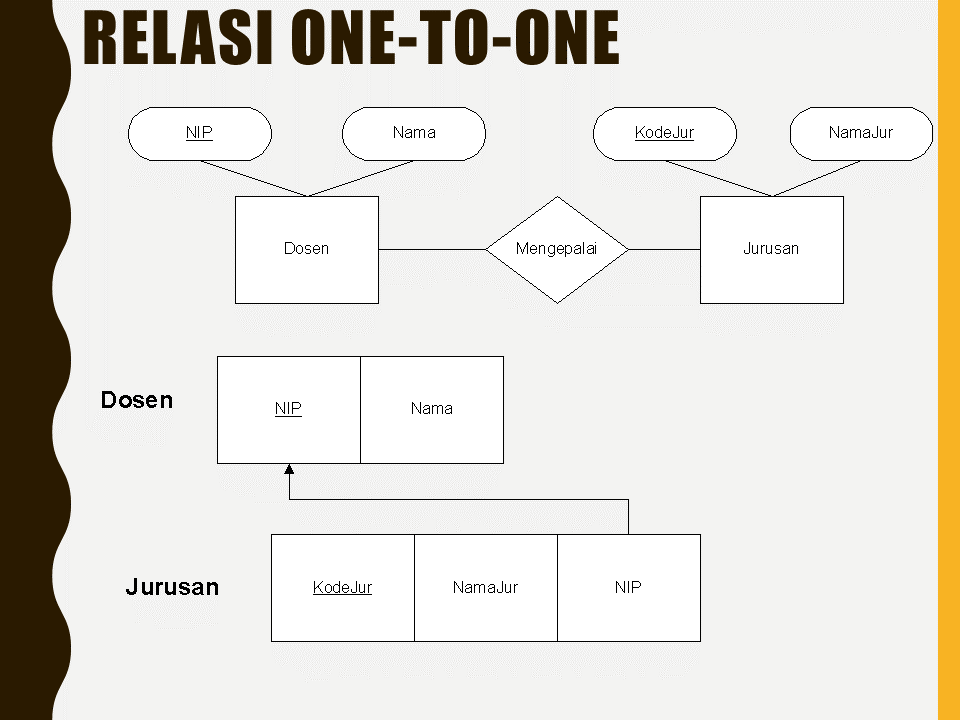 RELASI ONE-TO-ONE
NIP
Nama
KodeJur
NamaJur
Dosen
Mengepalai
Jurusan
Dosen
NIP
Nama
Jurusan
KodeJur
NamaJur
NIP